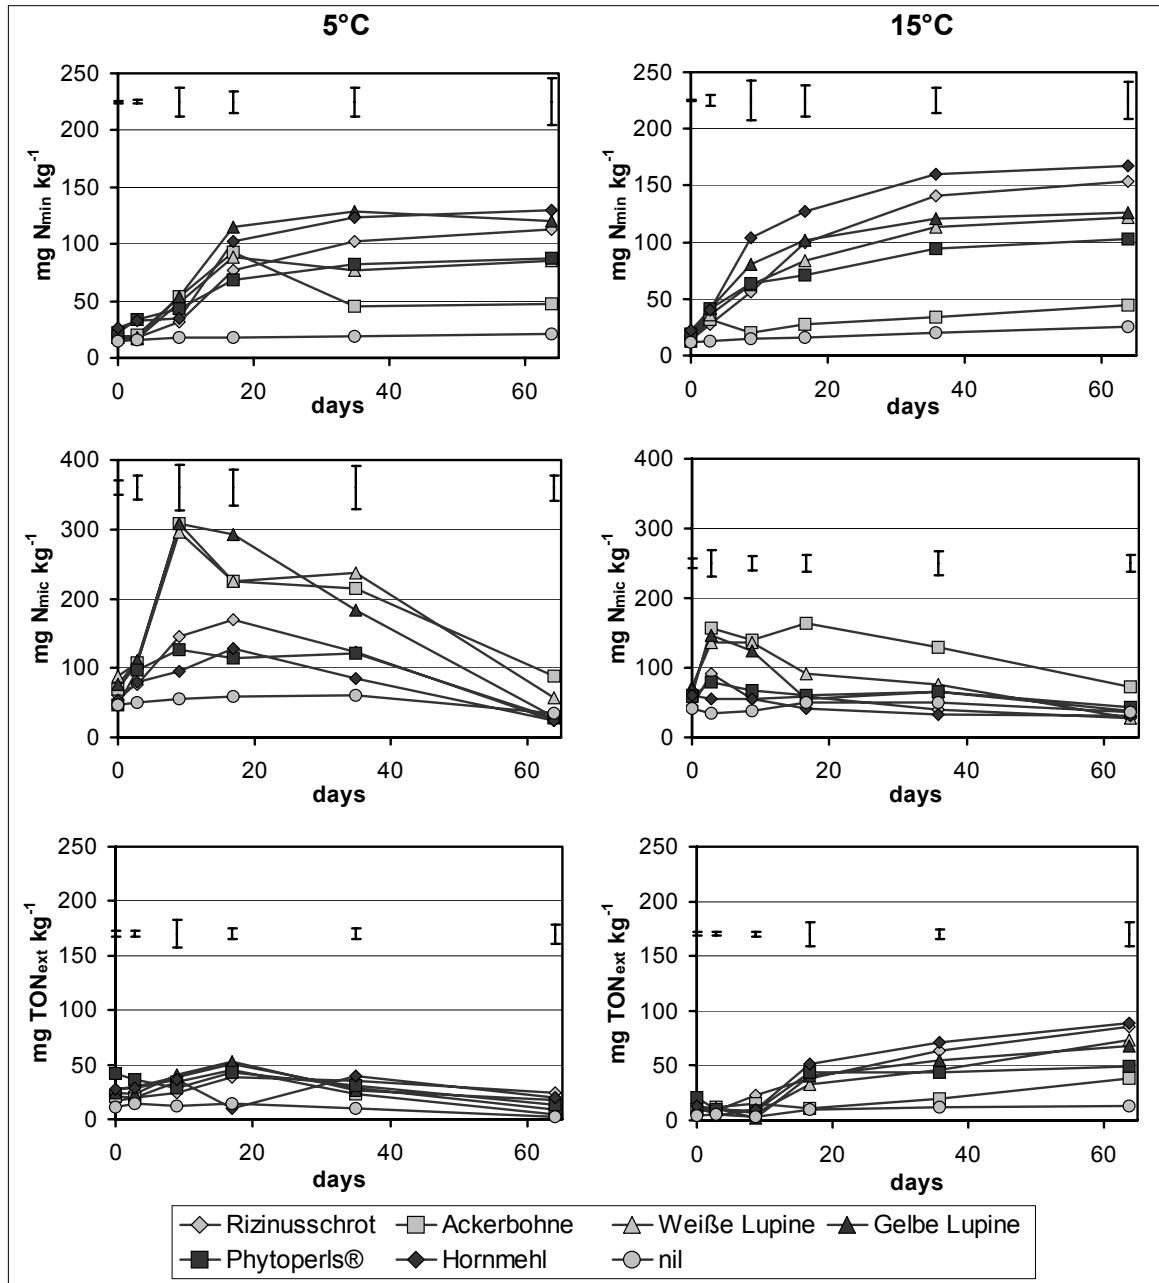 5°C 15°C
250 250
200 200
150 150
100 100
50 50
0 0
mg Nmin kg-1 mg Nmin kg-1
0 20 40 60 0 20 40 60
days days
400 400
300 300
200 200
100 100
0 0
mg Nmic kg-1 mg Nmic kg-1
0 20 40 60 0 20 40 60
days days
250 250
200 200
150 150
100 100
50 50
0 0
mg TONext kg-1 mg TONext kg-1
0 20 40 60 0 20 40 60
days days
Rizinusschrot Ackerbohne Weiße Lupine Gelbe Lupine
Phytoperls® Hornmehl nil